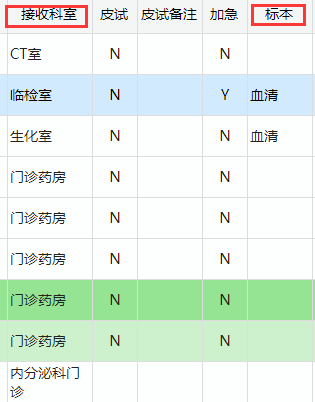 接收科室 皮试 皮试备注 加急 标本
CT室 N N
临检室 N Y 血清
生化室 N N 血清
门诊药房 N N
门诊药房 N N
门诊药房 N N
门诊药房 N N
门诊药房 N N
内分泌科门
诊